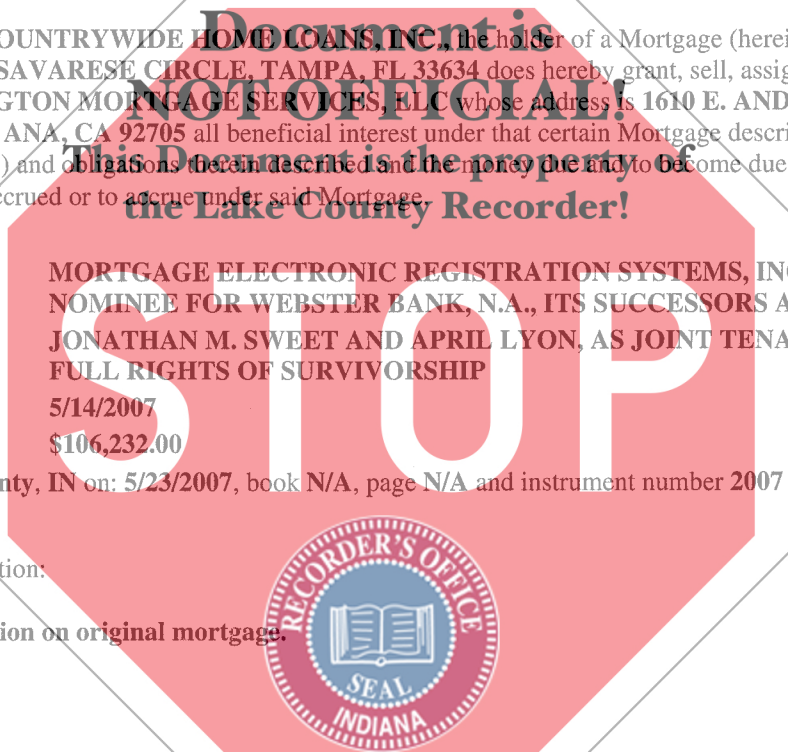 Document is
NOT OFFICIAL!
This Document is the property of
the Lake County Recorder!
OUNTRYWIDE HOME LOANS, INC., the holder of a Mortgage (herei
SAVARESE CIRCLE, TAMPA, FL 33634 does hereby grant, sell, assig
GTON MORTGAGE SERVICES, LLC whose address is 1610 E. AND
ANA, CA 92705 all beneficial interest under that certain Mortgage descri
) and obligations therein described and the money due and to become due
ccrued or to accrue under said Mortgage.
MORTGAGE ELECTRONIC REGISTRATION SYSTEMS, INC
NOMINEE FOR WEBSTER BANK, N.A., ITS SUCCESSORS A
JONATHAN M. SWEET AND APRIL LYON, AS JOINT TENA
FULL RIGHTS OF SURVIVORSHIP
5/14/2007
$106,232.00
STOP
nty, IN on: 5/23/2007, book N/A, page N/A and instrument number 2007
tion:
ion on original mortgage.
RECORDER'S OFFICE
SEAL
INDIANA